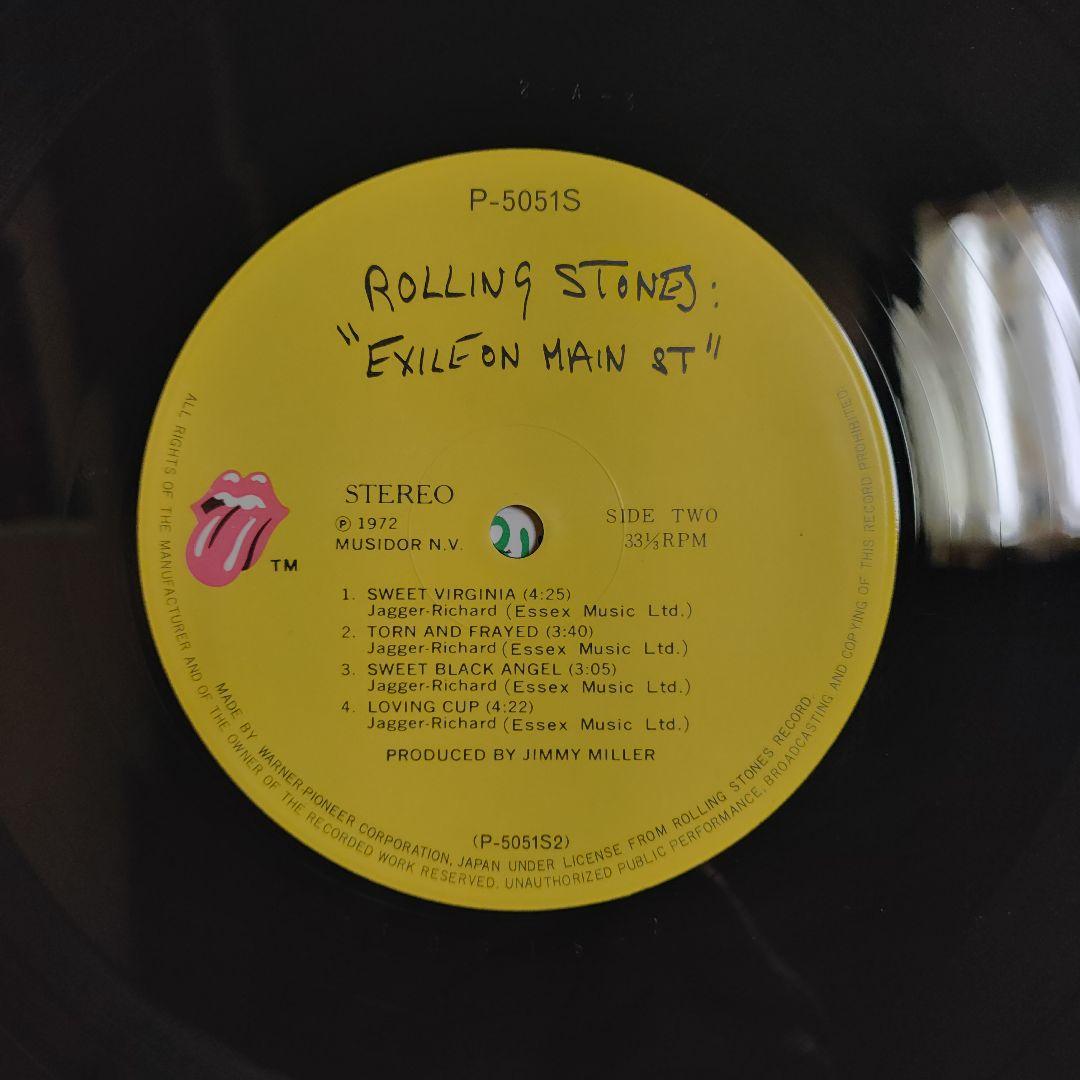 P-5051S
ROLLING STONES:
"EXILE ON MAIN ST"
STEREO
Ⓟ 1972
MUSIDOR N.V.
SIDE TWO
33⅓RPM
TM
1. SWEET VIRGINIA (4:25)
Jagger-Richard (Essex Music Ltd.)
2. TORN AND FRAYED (3:40)
Jagger-Richard (Essex Music Ltd.)
3. SWEET BLACK ANGEL (3:05)
Jagger-Richard (Essex Music Ltd.)
4. LOVING CUP (4:22)
Jagger-Richard (Essex Music Ltd.)
PRODUCED BY JIMMY MILLER
(P-5051S2)
MADE BY WARNER-PIONEER CORPORATION, JAPAN UNDER LICENSE FROM ROLLING STONES RECORD.
ALL RIGHTS OF THE MANUFACTURER AND OF THE OWNER OF THE RECORDED WORK RESERVED. UNAUTHORIZED PUBLIC PERFORMANCE, BROADCASTING AND COPYING OF THIS RECORD PROHIBITED.